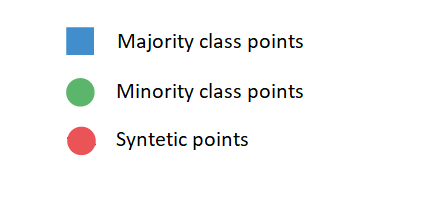 Majority class points
Minority class points
Syntetic points